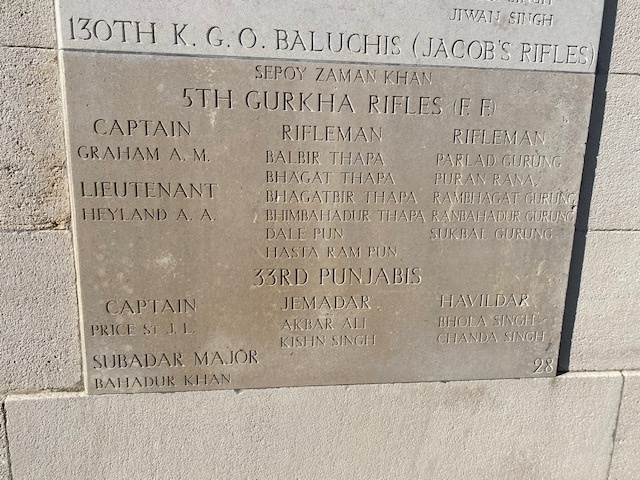 JIWAN SINGH
130TH K. G. O. BALUCHIS (JACOB'S RIFLES)
SEPOY ZAMAN KHAN
5TH GURKHA RIFLES (F. F.)
CAPTAIN
GRAHAM A. M.
LIEUTENANT
HEYLAND A. A.
RIFLEMAN
BALBIR THAPA
BHAGAT THAPA
BHAGATBIR THAPA
BHIMBAHADUR THAPA
DALE PUN
HASTA RAM PUN
RIFLEMAN
PARLAD GURUNG
PURAN RANA
RAMBHAGAT GURUNG
RANBAHADUR GURUNG
SUKBAL GURUNG
33RD PUNJABIS
CAPTAIN
PRICE ST J. L.
SUBADAR MAJOR
BAHADUR KHAN
JEMADAR
AKBAR ALI
KISHN SINGH
HAVILDAR
BHOLA SINGH
CHANDA SINGH
28